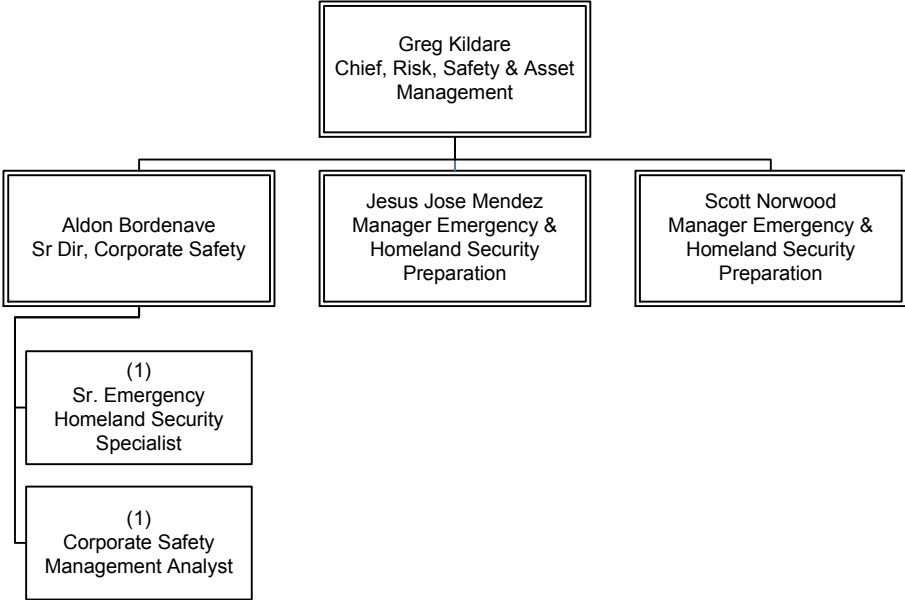 Greg Kildare
Chief, Risk, Safety & Asset
Management
Aldon Bordenave
Sr Dir, Corporate Safety
Jesus Jose Mendez
Manager Emergency &
Homeland Security
Preparation
Scott Norwood
Manager Emergency &
Homeland Security
Preparation
(1)
Sr. Emergency
Homeland Security
Specialist
(1)
Corporate Safety
Management Analyst